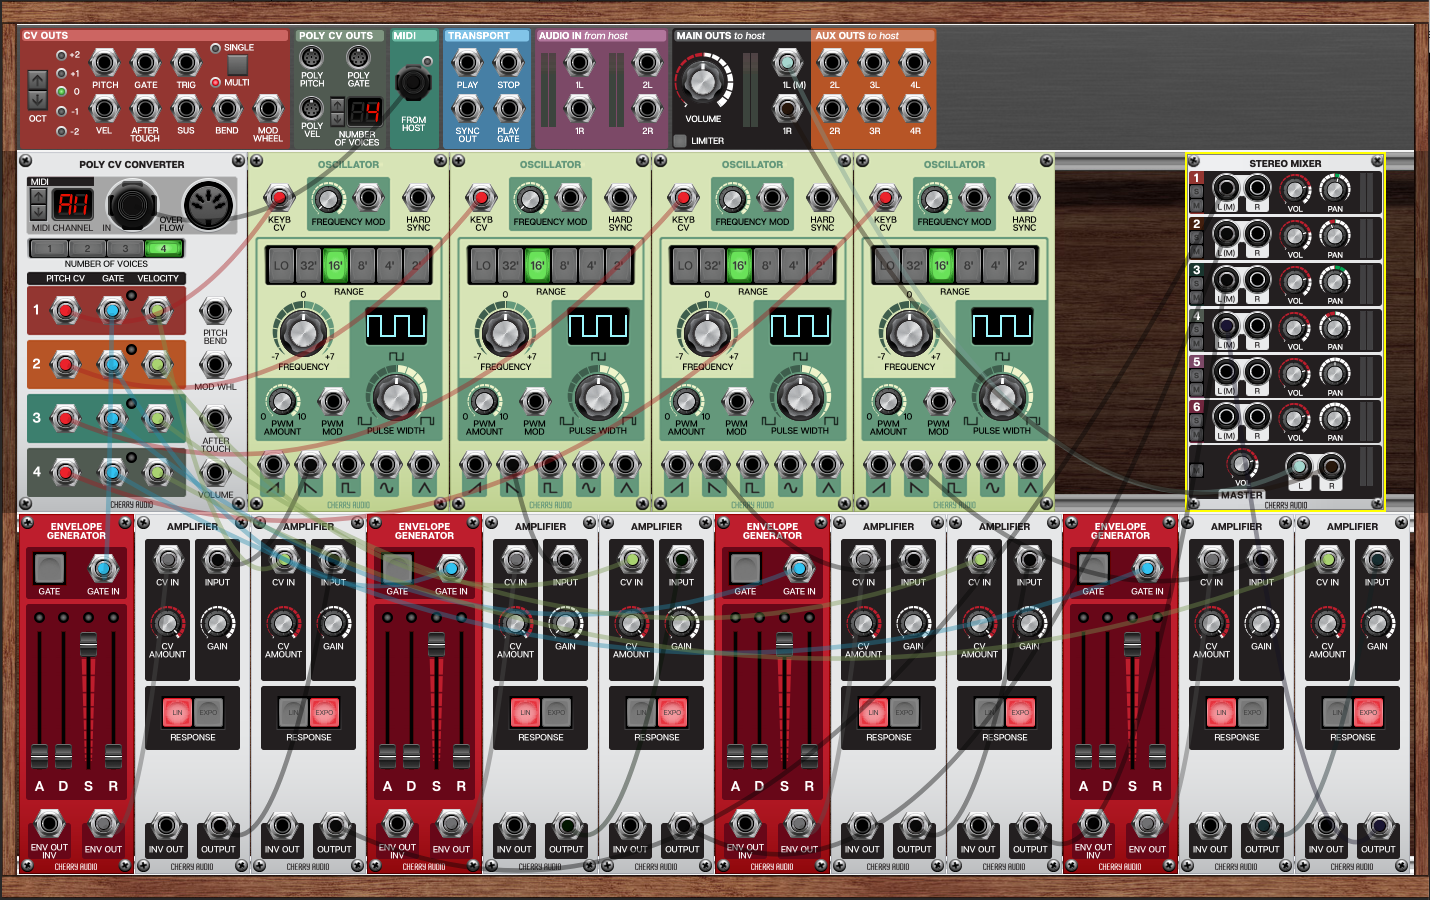 CV OUTS
+2
+1
0
-1
-2
OCT
PITCH
GATE
TRIG
SINGLE
MULTI
VEL
AFTER TOUCH
SUS
BEND
MOD WHEEL
POLY CV OUTS
POLY PITCH
POLY GATE
POLY VEL
4
NUMBER OF VOICES
MIDI
FROM HOST
TRANSPORT
PLAY
STOP
SYNC OUT
PLAY GATE
AUDIO IN from host
1L
2L
1R
2R
MAIN OUTS to host
VOLUME
LIMITER
1L (M)
1R
AUX OUTS to host
2L
3L
4L
2R
3R
4R
POLY CV CONVERTER
MIDI
MIDI CHANNEL
IN
OVER FLOW
1
2
3
4
NUMBER OF VOICES
PITCH CV
GATE
VELOCITY
1
2
3
4
PITCH BEND
MOD WHL
AFTER TOUCH
VOLUME
CHERRY AUDIO
OSCILLATOR
KEYB CV
FREQUENCY MOD
HARD SYNC
LO
32'
16'
8'
4'
2'
RANGE
0
-7
+7
FREQUENCY
0
10
PWM AMOUNT
PWM MOD
PULSE WIDTH
CHERRY AUDIO
OSCILLATOR
KEYB CV
FREQUENCY MOD
HARD SYNC
LO
32'
16'
8'
4'
2'
RANGE
0
-7
+7
FREQUENCY
0
10
PWM AMOUNT
PWM MOD
PULSE WIDTH
CHERRY AUDIO
OSCILLATOR
KEYB CV
FREQUENCY MOD
HARD SYNC
LO
32'
16'
8'
4'
2'
RANGE
0
-7
+7
FREQUENCY
0
10
PWM AMOUNT
PWM MOD
PULSE WIDTH
CHERRY AUDIO
OSCILLATOR
KEYB CV
FREQUENCY MOD
HARD SYNC
LO
32'
16'
8'
4'
2'
RANGE
0
-7
+7
FREQUENCY
0
10
PWM AMOUNT
PWM MOD
PULSE WIDTH
CHERRY AUDIO
STEREO MIXER
1
S
M
L(M)
R
VOL
PAN
2
S
M
L(M)
R
VOL
PAN
3
S
M
L(M)
R
VOL
PAN
4
S
M
L(M)
R
VOL
PAN
5
S
M
L(M)
R
VOL
PAN
6
S
M
L(M)
R
VOL
PAN
VOL
MASTER
L
R
CHERRY AUDIO
ENVELOPE GENERATOR
GATE
GATE IN
A
D
S
R
ENV OUT INV
ENV OUT
CHERRY AUDIO
AMPLIFIER
CV IN
INPUT
CV AMOUNT
GAIN
LIN
EXPO
RESPONSE
INV OUT
OUTPUT
CHERRY AUDIO
AMPLIFIER
CV IN
INPUT
CV AMOUNT
GAIN
LIN
EXPO
RESPONSE
INV OUT
OUTPUT
CHERRY AUDIO
ENVELOPE GENERATOR
GATE
GATE IN
A
D
S
R
ENV OUT INV
ENV OUT
CHERRY AUDIO
AMPLIFIER
CV IN
INPUT
CV AMOUNT
GAIN
LIN
EXPO
RESPONSE
INV OUT
OUTPUT
CHERRY AUDIO
AMPLIFIER
CV IN
INPUT
CV AMOUNT
GAIN
LIN
EXPO
RESPONSE
INV OUT
OUTPUT
CHERRY AUDIO
ENVELOPE GENERATOR
GATE
GATE IN
A
D
S
R
ENV OUT INV
ENV OUT
CHERRY AUDIO
AMPLIFIER
CV IN
INPUT
CV AMOUNT
GAIN
LIN
EXPO
RESPONSE
INV OUT
OUTPUT
CHERRY AUDIO
AMPLIFIER
CV IN
INPUT
CV AMOUNT
GAIN
LIN
EXPO
RESPONSE
INV OUT
OUTPUT
CHERRY AUDIO
ENVELOPE GENERATOR
GATE
GATE IN
A
D
S
R
ENV OUT INV
ENV OUT
CHERRY AUDIO
AMPLIFIER
CV IN
INPUT
CV AMOUNT
GAIN
LIN
EXPO
RESPONSE
INV OUT
OUTPUT
CHERRY AUDIO
AMPLIFIER
CV IN
INPUT
CV AMOUNT
GAIN
LIN
EXPO
RESPONSE
INV OUT
OUTPUT
CHERRY AUDIO